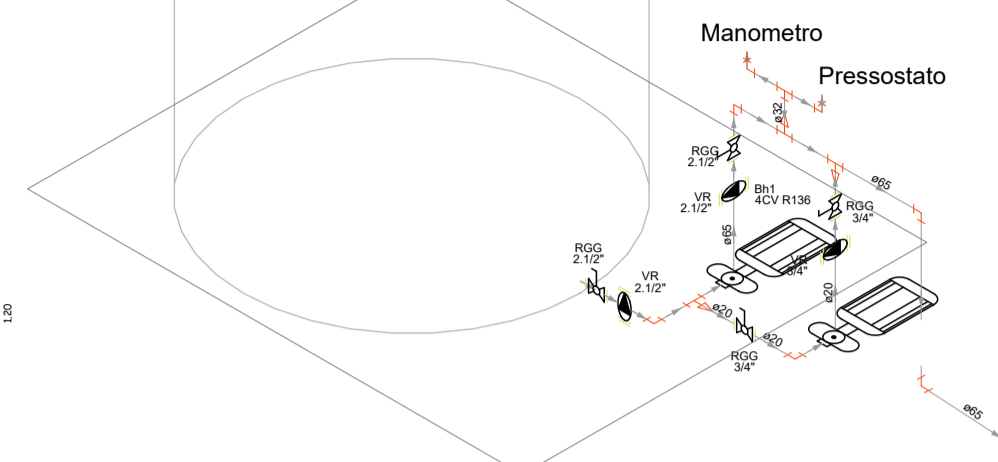 Manometro
Pressostato
ø32
RGG
2.1/2"
ø65
VR
2.1/2"
Bh1
4CV R136
RGG
3/4"
ø65
RGG
2.1/2"
VR
3/4"
VR
2.1/2"
ø20
ø20
ø20
RGG
3/4"
1,20
ø65